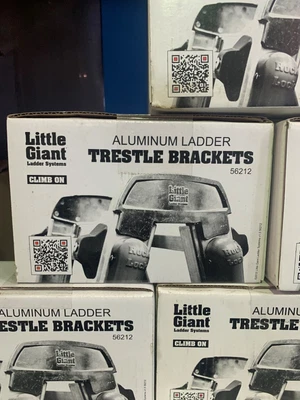 Little
Giant
Ladder Systems
CLIMB ON
ALUMINUM LADDER
TRESTLE BRACKETS
56212
Little
Giant
ALUMINUM LADDER
TRESTLE BRACKETS
56212
Little
Giant
Little
Giant
Ladder Systems
CLIMB ON
ALUMINUM
TRESTLE